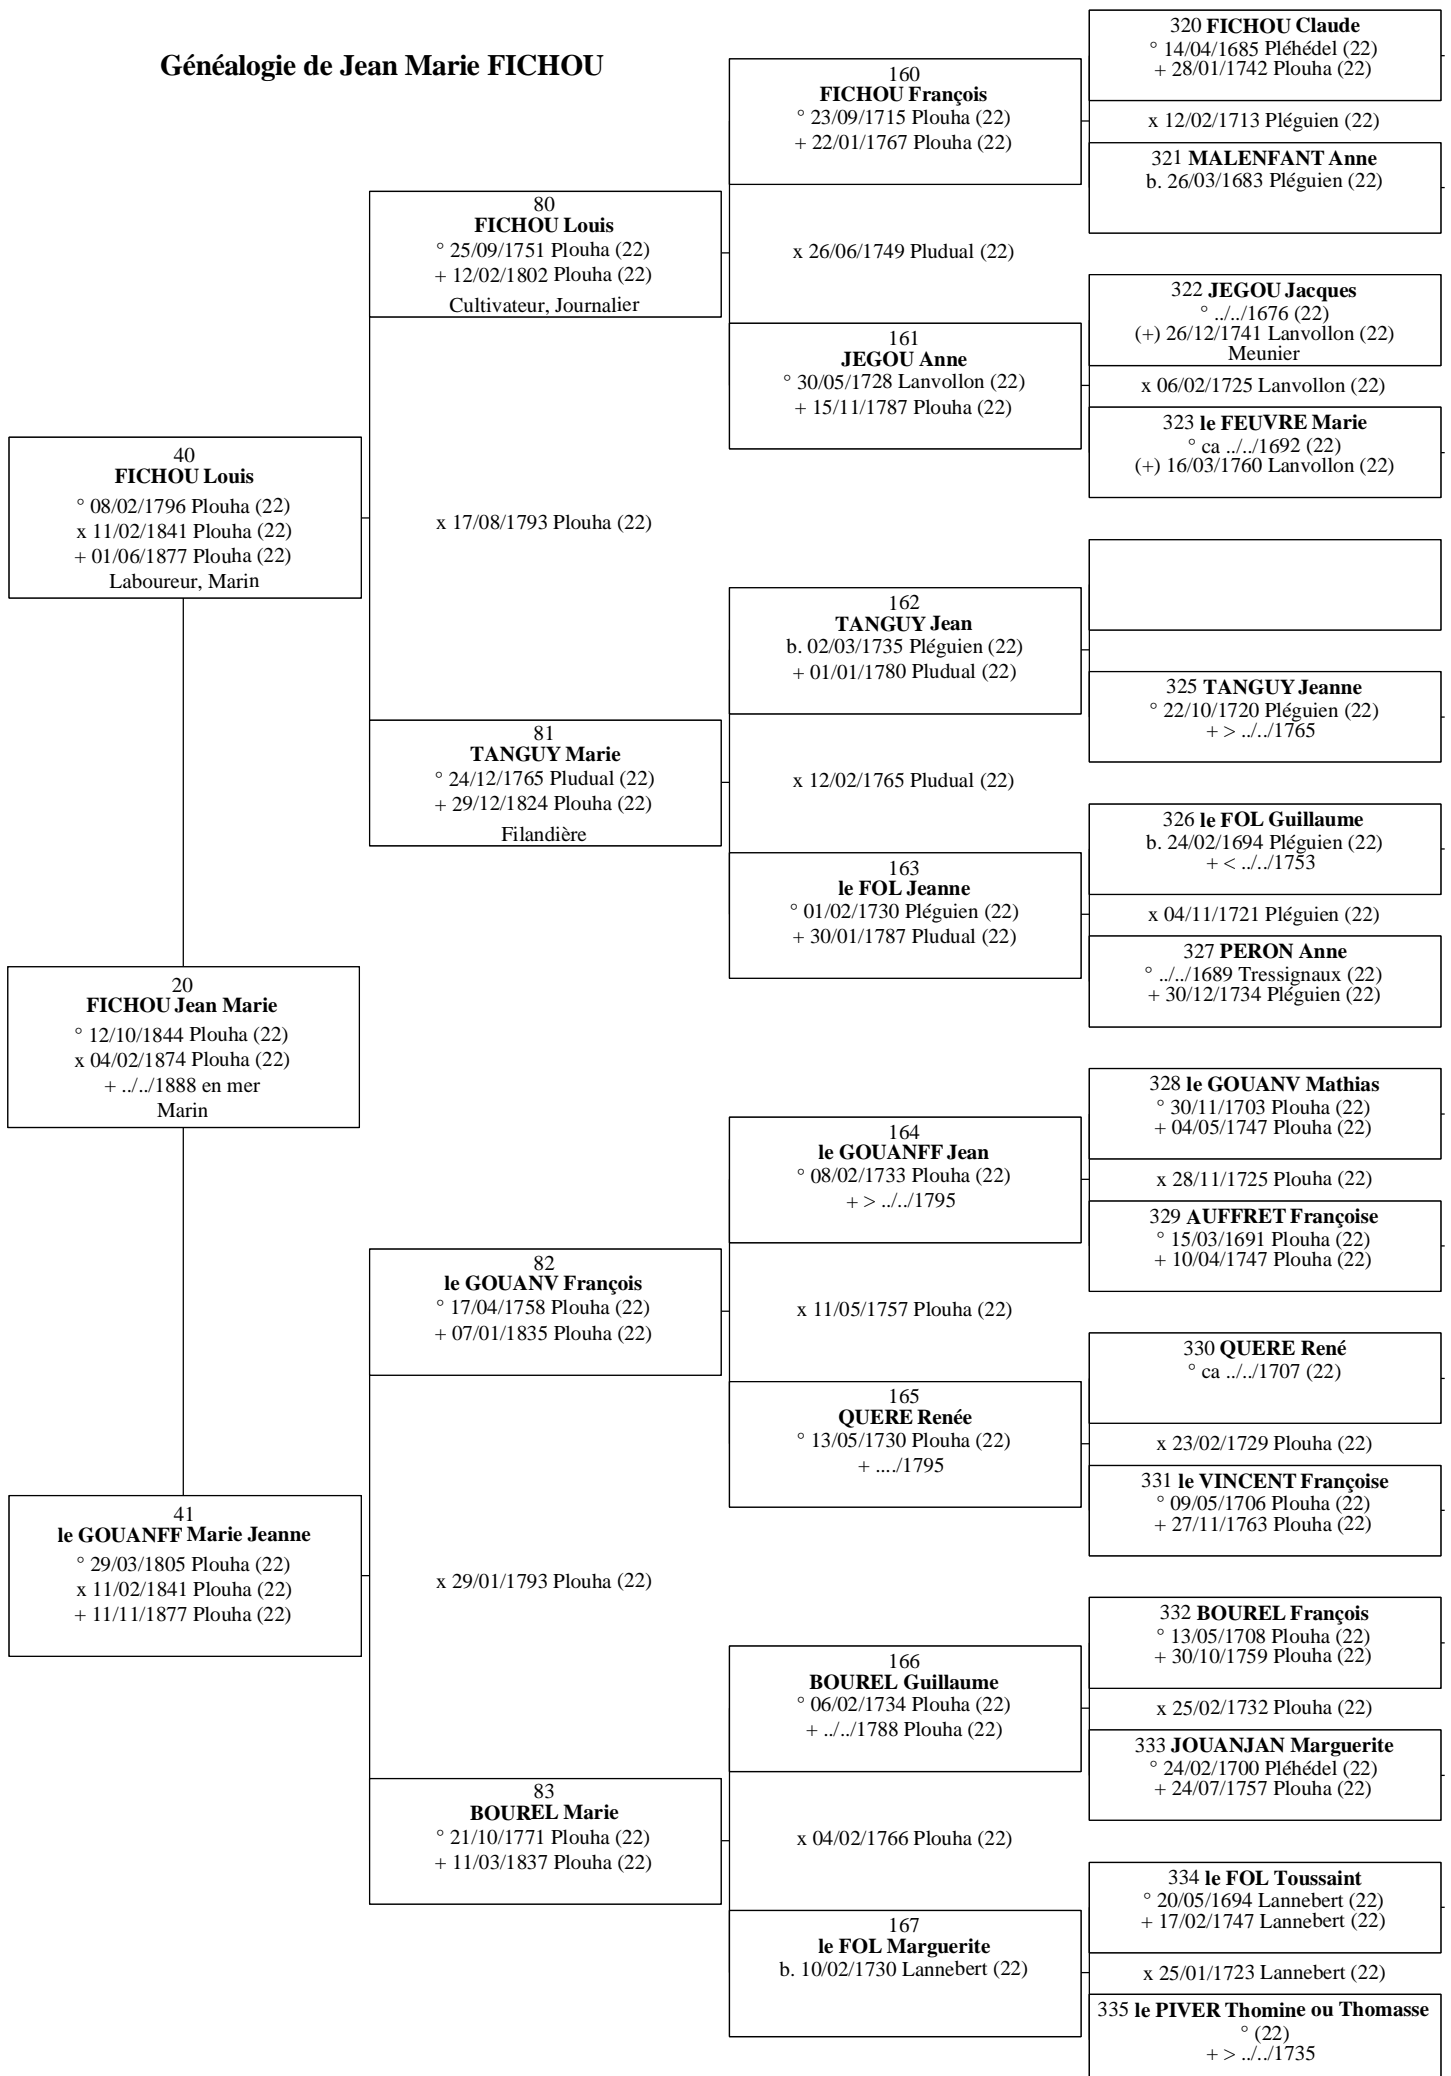 Généalogie de Jean Marie FICHOU
40
FICHOU Louis
° 08/02/1796 Plouha (22)
x 11/02/1841 Plouha (22)
+ 01/06/1877 Plouha (22)
Laboureur, Marin
20
FICHOU Jean Marie
° 12/10/1844 Plouha (22)
x 04/02/1874 Plouha (22)
+ ../../1888 en mer
Marin
41
le GOUANFF Marie Jeanne
° 29/03/1805 Plouha (22)
x 11/02/1841 Plouha (22)
+ 11/11/1877 Plouha (22)
80
FICHOU Louis
° 25/09/1751 Plouha (22)
+ 12/02/1802 Plouha (22)
Cultivateur, Journalier
x 17/08/1793 Plouha (22)
81
TANGUY Marie
° 24/12/1765 Pludual (22)
+ 29/12/1824 Plouha (22)
Filandière
82
le GOUANV François
° 17/04/1758 Plouha (22)
+ 07/01/1835 Plouha (22)
x 29/01/1793 Plouha (22)
83
BOUREL Marie
° 21/10/1771 Plouha (22)
+ 11/03/1837 Plouha (22)
160
FICHOU François
° 23/09/1715 Plouha (22)
+ 22/01/1767 Plouha (22)
x 26/06/1749 Pludual (22)
161
JEGOU Anne
° 30/05/1728 Lanvollon (22)
+ 15/11/1787 Plouha (22)
162
TANGUY Jean
b. 02/03/1735 Pléguien (22)
+ 01/01/1780 Pludual (22)
x 12/02/1765 Pludual (22)
163
le FOL Jeanne
° 01/02/1730 Pléguien (22)
+ 30/01/1787 Pludual (22)
164
le GOUANFF Jean
° 08/02/1733 Plouha (22)
+ > ../../1795
x 11/05/1757 Plouha (22)
165
QUERE Renée
° 13/05/1730 Plouha (22)
+ ..../1795
166
BOUREL Guillaume
° 06/02/1734 Plouha (22)
+ ../../1788 Plouha (22)
x 04/02/1766 Plouha (22)
167
le FOL Marguerite
b. 10/02/1730 Lannebert (22)
320 FICHOU Claude
° 14/04/1685 Pléhédel (22)
+ 28/01/1742 Plouha (22)
x 12/02/1713 Pléguien (22)
321 MALENFANT Anne
b. 26/03/1683 Pléguien (22)
322 JEGOU Jacques
° ../../1676 (22)
(+) 26/12/1741 Lanvollon (22)
Meunier
x 06/02/1725 Lanvollon (22)
323 le FEUVRE Marie
° ca ../../1692 (22)
(+) 16/03/1760 Lanvollon (22)
325 TANGUY Jeanne
° 22/10/1720 Pléguien (22)
+ > ../../1765
326 le FOL Guillaume
b. 24/02/1694 Pléguien (22)
+ < ../../1753
x 04/11/1721 Pléguien (22)
327 PERON Anne
° ../../1689 Tressignaux (22)
+ 30/12/1734 Pléguien (22)
328 le GOUANV Mathias
° 30/11/1703 Plouha (22)
+ 04/05/1747 Plouha (22)
x 28/11/1725 Plouha (22)
329 AUFFRET Françoise
° 15/03/1691 Plouha (22)
+ 10/04/1747 Plouha (22)
330 QUERE René
° ca ../../1707 (22)
x 23/02/1729 Plouha (22)
331 le VINCENT Françoise
° 09/05/1706 Plouha (22)
+ 27/11/1763 Plouha (22)
332 BOUREL François
° 13/05/1708 Plouha (22)
+ 30/10/1759 Plouha (22)
x 25/02/1732 Plouha (22)
333 JOUANJAN Marguerite
° 24/02/1700 Pléhédel (22)
+ 24/07/1757 Plouha (22)
334 le FOL Toussaint
° 20/05/1694 Lannebert (22)
+ 17/02/1747 Lannebert (22)
x 25/01/1723 Lannebert (22)
335 le PIVER Thomine ou Thomasse
° (22)
+ > ../../1735